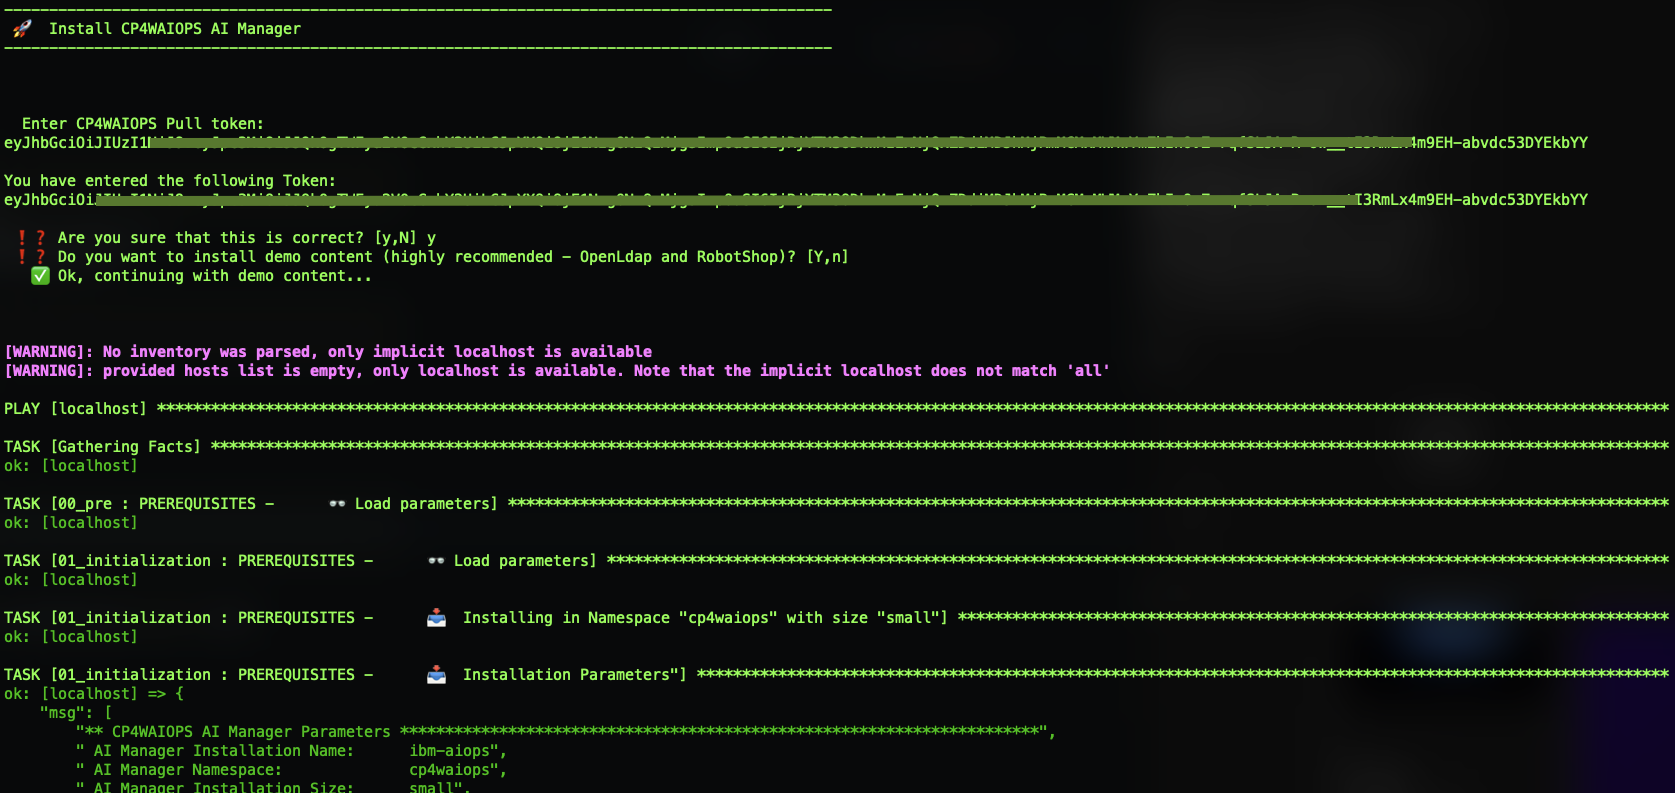 Install CP4WAIOPS AI Manager
Enter CP4WAIOPS Pull token:
eyJhbGciOiJIUzI1 4m9EH-abvdc53DYEkbYY
You have entered the following Token:
eyJhbGciOi I3RmLx4m9EH-abvdc53DYEkbYY
❗❓ Are you sure that this is correct? [y,N] y
❗❓ Do you want to install demo content (highly recommended - OpenLdap and RobotShop)? [Y,n]
✅ Ok, continuing with demo content...
[WARNING]: No inventory was parsed, only implicit localhost is available
[WARNING]: provided hosts list is empty, only localhost is available. Note that the implicit localhost does not match 'all'
PLAY [localhost] ****
TASK [Gathering Facts] ****
ok: [localhost]
TASK [00_pre : PREREQUISITES - 🕶️ Load parameters] ****
ok: [localhost]
TASK [01_initialization : PREREQUISITES - 🕶️ Load parameters] ****
ok: [localhost]
TASK [01_initialization : PREREQUISITES - 📥 Installing in Namespace "cp4waiops" with size "small"] ****
ok: [localhost]
TASK [01_initialization : PREREQUISITES - 📥 Installation Parameters"] ****
ok: [localhost] => {
"msg": [
"** CP4WAIOPS AI Manager Parameters ****",
" AI Manager Installation Name: ibm-aiops",
" AI Manager Namespace: cp4waiops",
" AI Manager Installation Size: small",